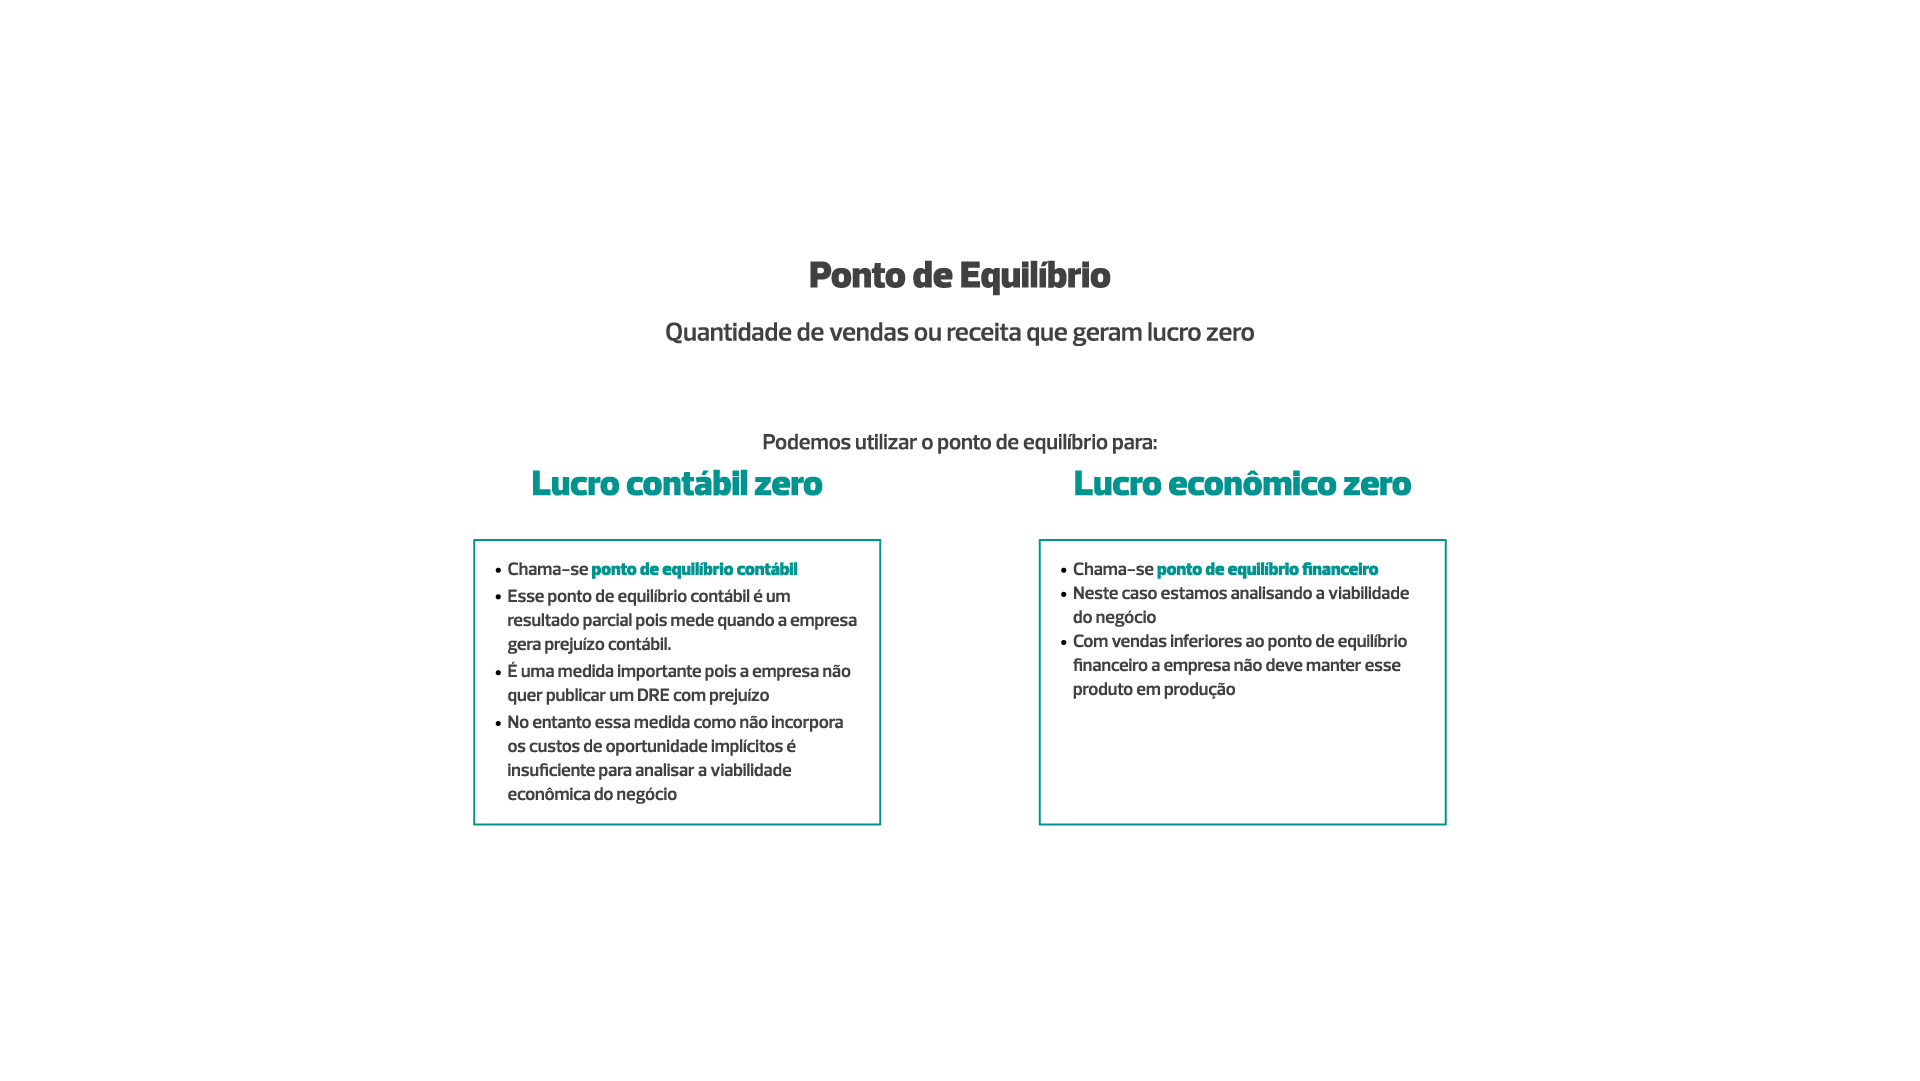 Ponto de Equilíbrio
Quantidade de vendas ou receita que geram lucro zero
Podemos utilizar o ponto de equilíbrio para:
Lucro contábil zero
• Chama-se ponto de equilíbrio contábil
• Esse ponto de equilíbrio contábil é um
resultado parcial pois mede quando a empresa
gera prejuízo contábil.
• É uma medida importante pois a empresa não
quer publicar um DRE com prejuízo
• No entanto essa medida como não incorpora
os custos de oportunidade implícitos é
insuficiente para analisar a viabilidade
econômica do negócio
Lucro econômico zero
• Chama-se ponto de equilíbrio financeiro
• Neste caso estamos analisando a viabilidade
do negócio
• Com vendas inferiores ao ponto de equilíbrio
financeiro a empresa não deve manter esse
produto em produção